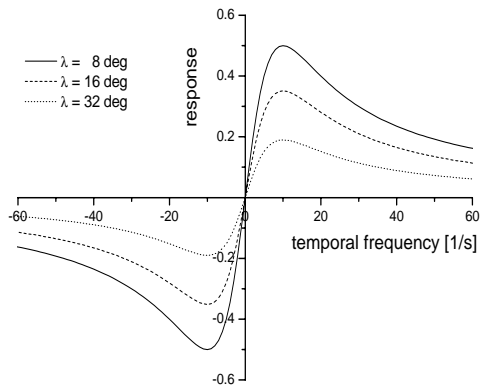 0.6
λ = 8 deg
λ = 16 deg
λ = 32 deg
response
0.4
0.2
-60 -40 -20 0 20 40 60
temporal frequency [1/s]
-0.2
-0.4
-0.6